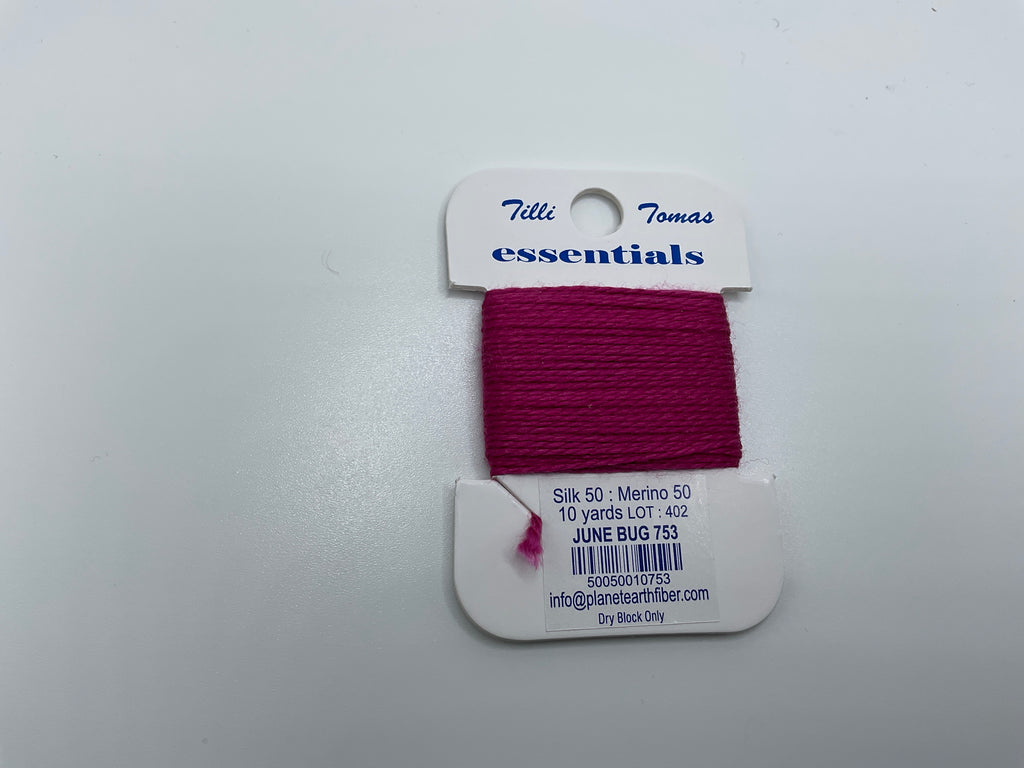 Tilli Tomas
essentials
Silk 50 : Merino 50
10 yards LOT : 402
JUNE BUG 753
50050010753
info@planetearthfiber.com
Dry Block Only